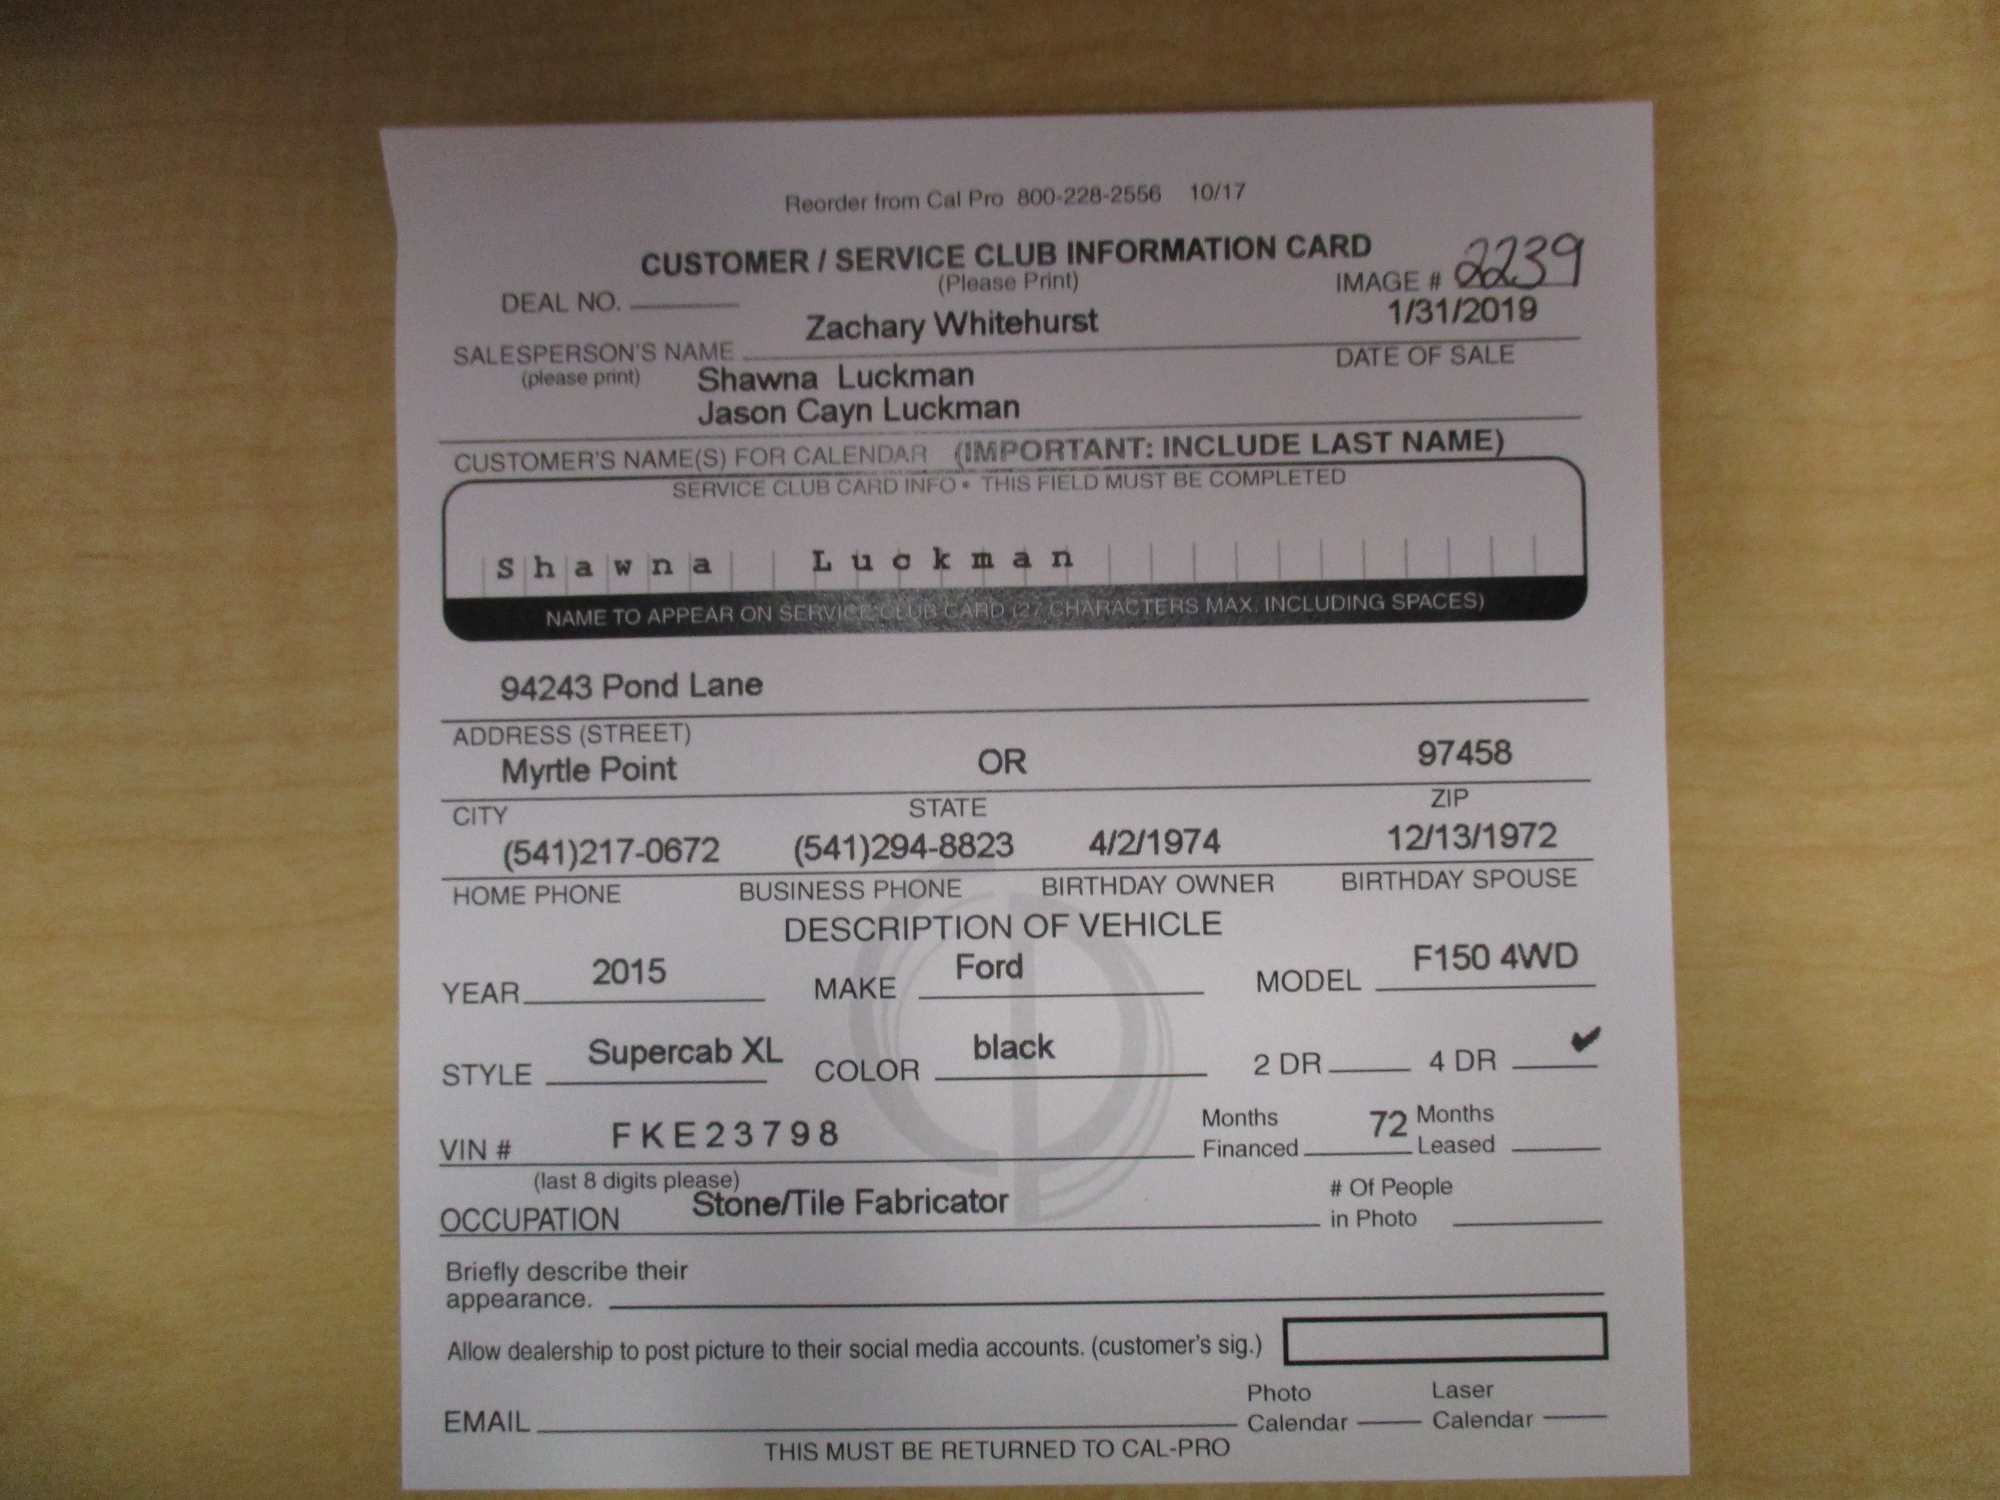 Reorder from Cal Pro 800-228-2556 10/17
CUSTOMER / SERVICE CLUB INFORMATION CARD
(Please Print)
IMAGE # 2239
DEAL NO.
Zachary Whitehurst 1/31/2019
SALESPERSON'S NAME DATE OF SALE
(please print) Shawna Luckman
Jason Cayn Luckman
CUSTOMER'S NAME(S) FOR CALENDAR (IMPORTANT: INCLUDE LAST NAME)
SERVICE CLUB CARD INFO • THIS FIELD MUST BE COMPLETED
Shawna Luckman
NAME TO APPEAR ON SERVICE CLUB CARD (27 CHARACTERS MAX. INCLUDING SPACES)
94243 Pond Lane
ADDRESS (STREET)
Myrtle Point OR 97458
CITY STATE ZIP
(541)217-0672 (541)294-8823 4/2/1974 12/13/1972
HOME PHONE BUSINESS PHONE BIRTHDAY OWNER BIRTHDAY SPOUSE
DESCRIPTION OF VEHICLE
YEAR 2015 MAKE Ford MODEL F150 4WD
STYLE Supercab XL COLOR black 2 DR 4 DR ✔
VIN # FKE23798 Months Financed 72 Months Leased
(last 8 digits please)
OCCUPATION Stone/Tile Fabricator # Of People in Photo
Briefly describe their
appearance.
Allow dealership to post picture to their social media accounts. (customer's sig.)
EMAIL Photo Calendar Laser Calendar
THIS MUST BE RETURNED TO CAL-PRO